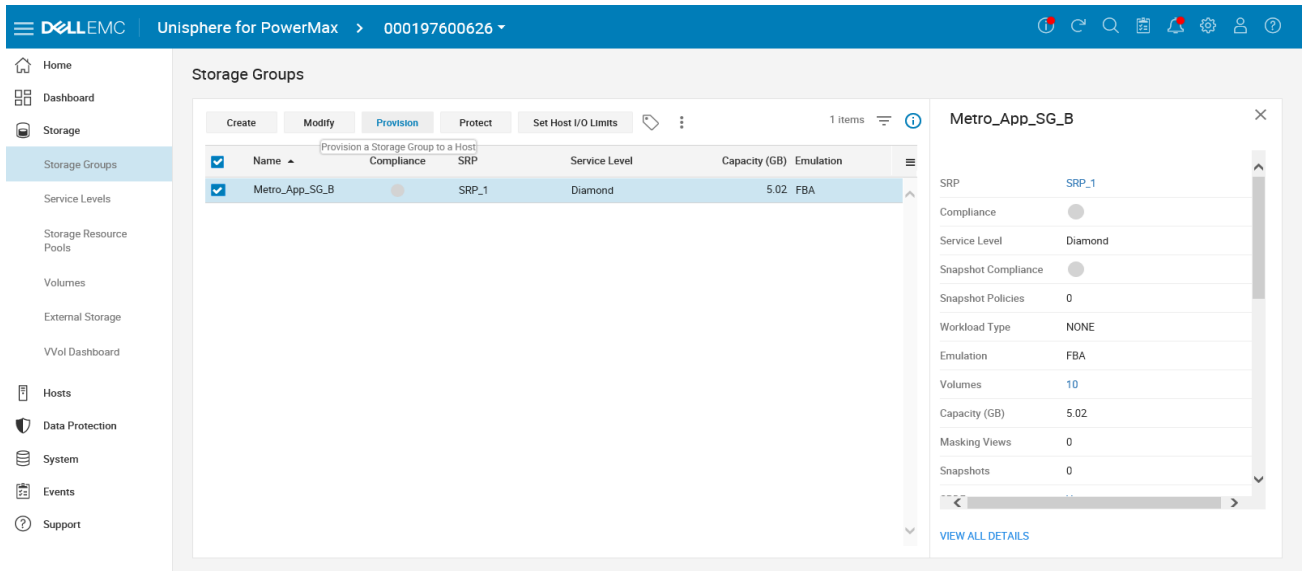 DELLEMC Unisphere for PowerMax > 000197600626
Home
Dashboard
Storage
Storage Groups
Service Levels
Storage Resource
Pools
Volumes
External Storage
VVol Dashboard
Hosts
Data Protection
System
Events
Support
Storage Groups
Create Modify Provision Protect Set Host I/O Limits 1 items
Provision a Storage Group to a Host
Name Compliance SRP Service Level Capacity (GB) Emulation
Metro_App_SG_B SRP_1 Diamond 5.02 FBA
Metro_App_SG_B
SRP SRP_1
Compliance
Service Level Diamond
Snapshot Compliance
Snapshot Policies 0
Workload Type NONE
Emulation FBA
Volumes 10
Capacity (GB) 5.02
Masking Views 0
Snapshots 0
VIEW ALL DETAILS